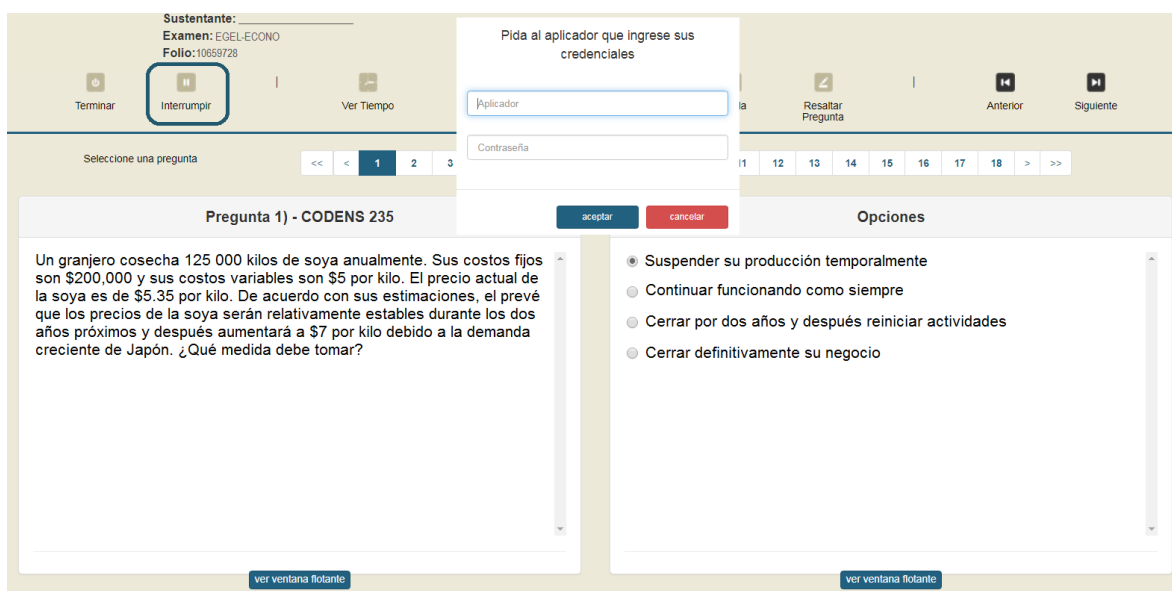 Sustentante: ____________________
Examen: EGEL-ECONO
Folio:10659728
Terminar
Interrumpir
|
Ver Tiempo
Resaltar
Pregunta
|
Anterior
Siguiente
Pida al aplicador que ingrese sus
credenciales
Aplicador
Contraseña
aceptar
cancelar
Seleccione una pregunta
<< < 1 2 3 12 13 14 15 16 17 18 > >>
Pregunta 1) - CODENS 235
Un granjero cosecha 125 000 kilos de soya anualmente. Sus costos fijos
son $200,000 y sus costos variables son $5 por kilo. El precio actual de
la soya es de $5.35 por kilo. De acuerdo con sus estimaciones, el prevé
que los precios de la soya serán relativamente estables durante los dos
años próximos y después aumentará a $7 por kilo debido a la demanda
creciente de Japón. ¿Qué medida debe tomar?
ver ventana flotante
Opciones
Suspender su producción temporalmente
Continuar funcionando como siempre
Cerrar por dos años y después reiniciar actividades
Cerrar definitivamente su negocio
ver ventana flotante